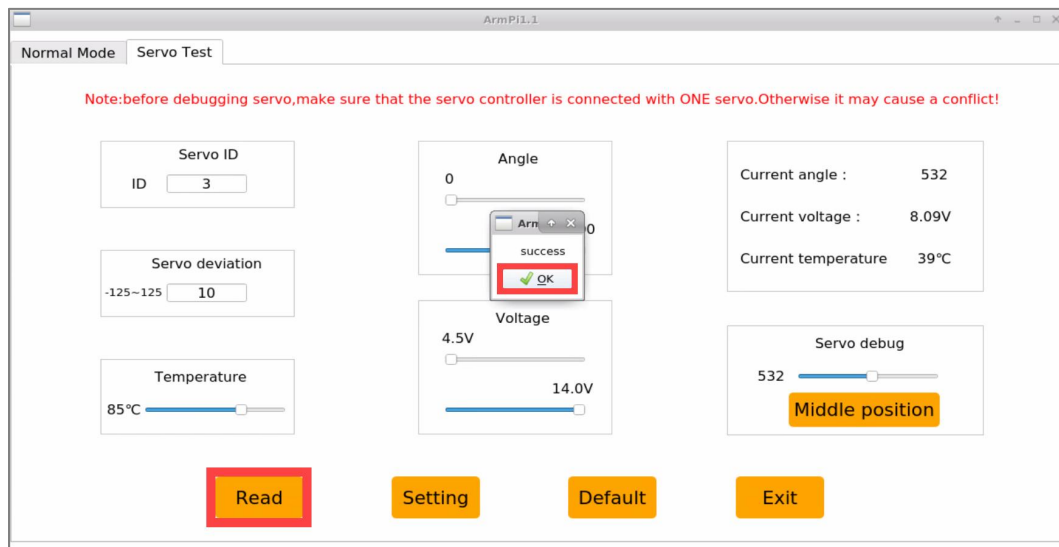 ArmPi1.1
Normal Mode
Servo Test
Note:before debugging servo,make sure that the servo controller is connected with ONE servo.Otherwise it may cause a conflict!
Servo ID
ID 3
Servo deviation
-125~125 10
Temperature
85℃
Angle
0
Arm
success
OK
Voltage
4.5V
14.0V
Current angle : 532
Current voltage : 8.09V
Current temperature 39℃
Servo debug
532
Middle position
Read
Setting
Default
Exit